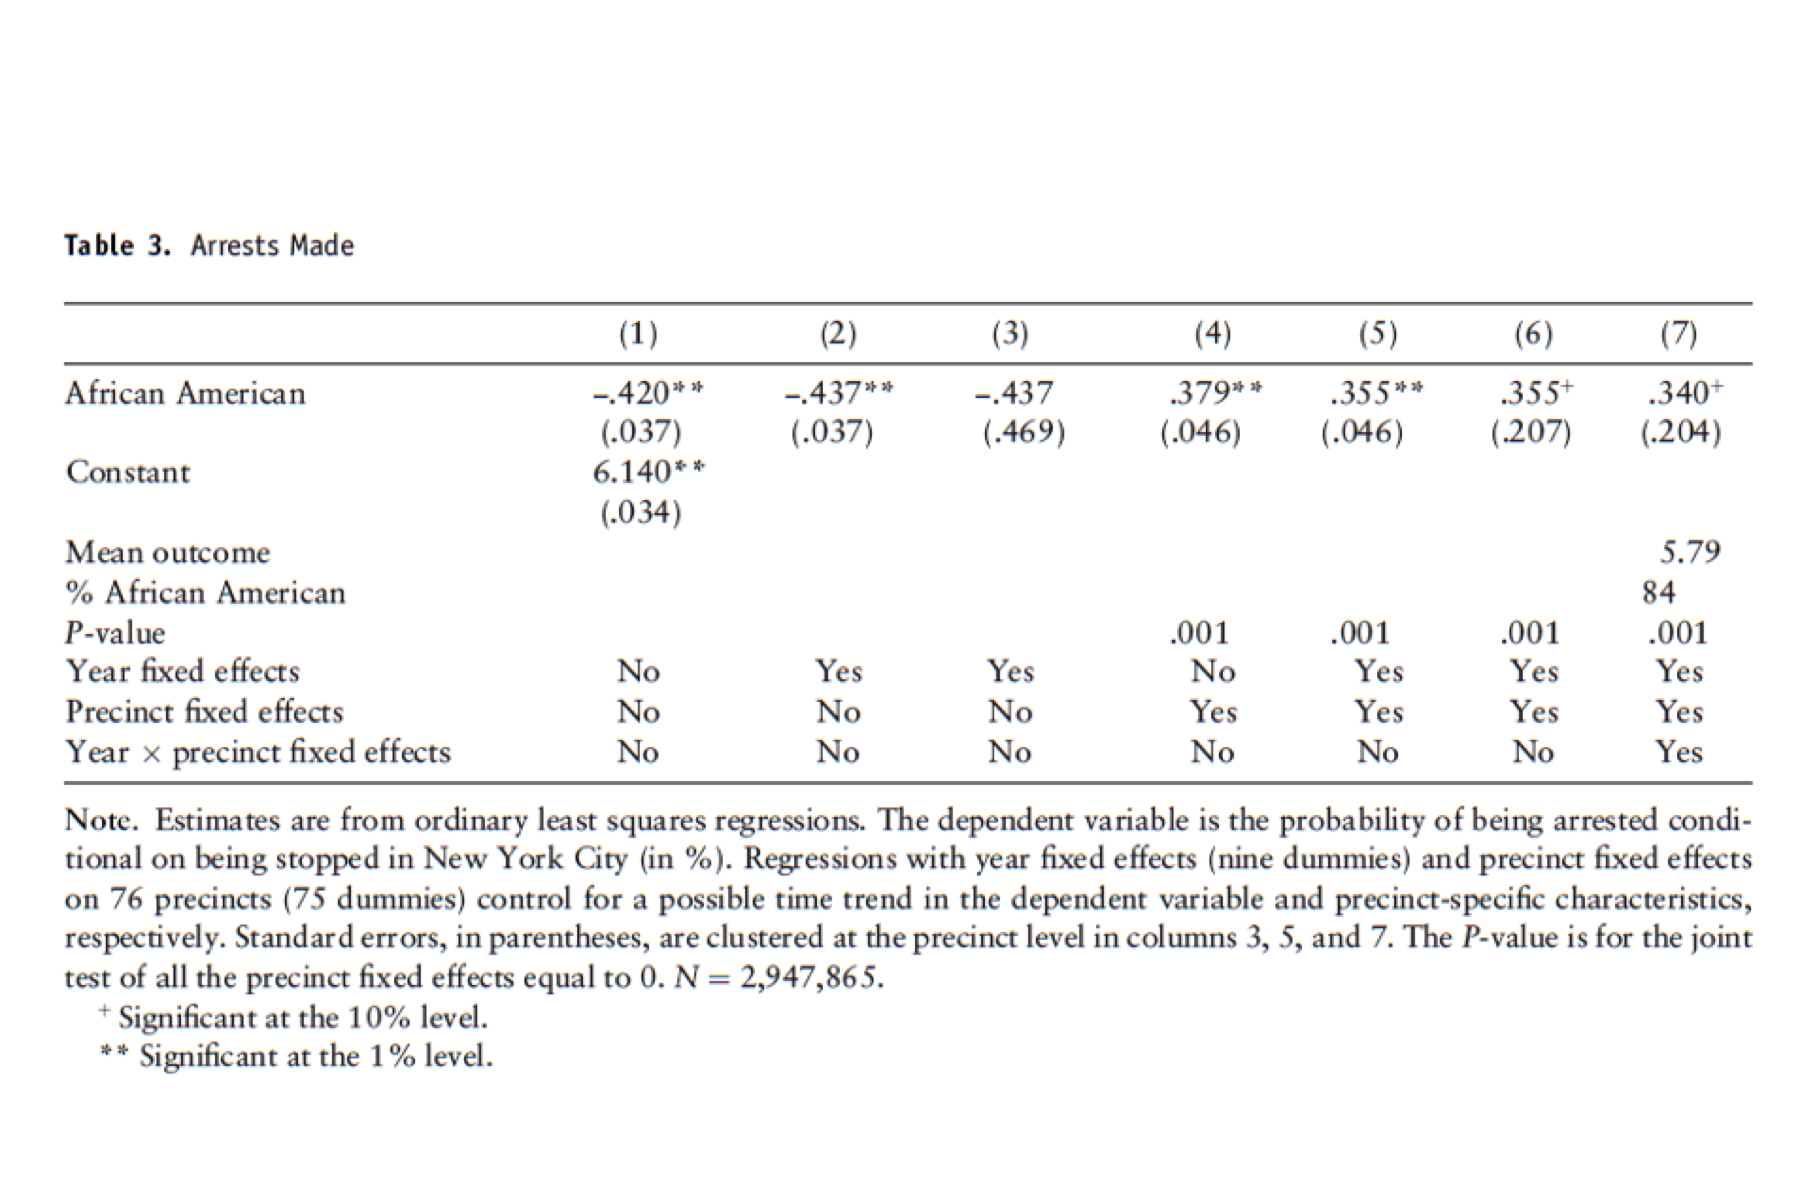 Table 3. Arrests Made
(1) (2) (3) (4) (5) (6) (7)
African American –.420** –.437** –.437 .379** .355** .355+ .340+
(.037) (.037) (.469) (.046) (.046) (.207) (.204)
Constant 6.140**
(.034)
Mean outcome 5.79
% African American 84
P-value .001 .001 .001 .001
Year fixed effects No Yes Yes No Yes Yes Yes
Precinct fixed effects No No No Yes Yes Yes Yes
Year × precinct fixed effects No No No No No No Yes
Note. Estimates are from ordinary least squares regressions. The dependent variable is the probability of being arrested condi-
tional on being stopped in New York City (in %). Regressions with year fixed effects (nine dummies) and precinct fixed effects
on 76 precincts (75 dummies) control for a possible time trend in the dependent variable and precinct-specific characteristics,
respectively. Standard errors, in parentheses, are clustered at the precinct level in columns 3, 5, and 7. The P-value is for the joint
test of all the precinct fixed effects equal to 0. N = 2,947,865.
+ Significant at the 10% level.
** Significant at the 1% level.